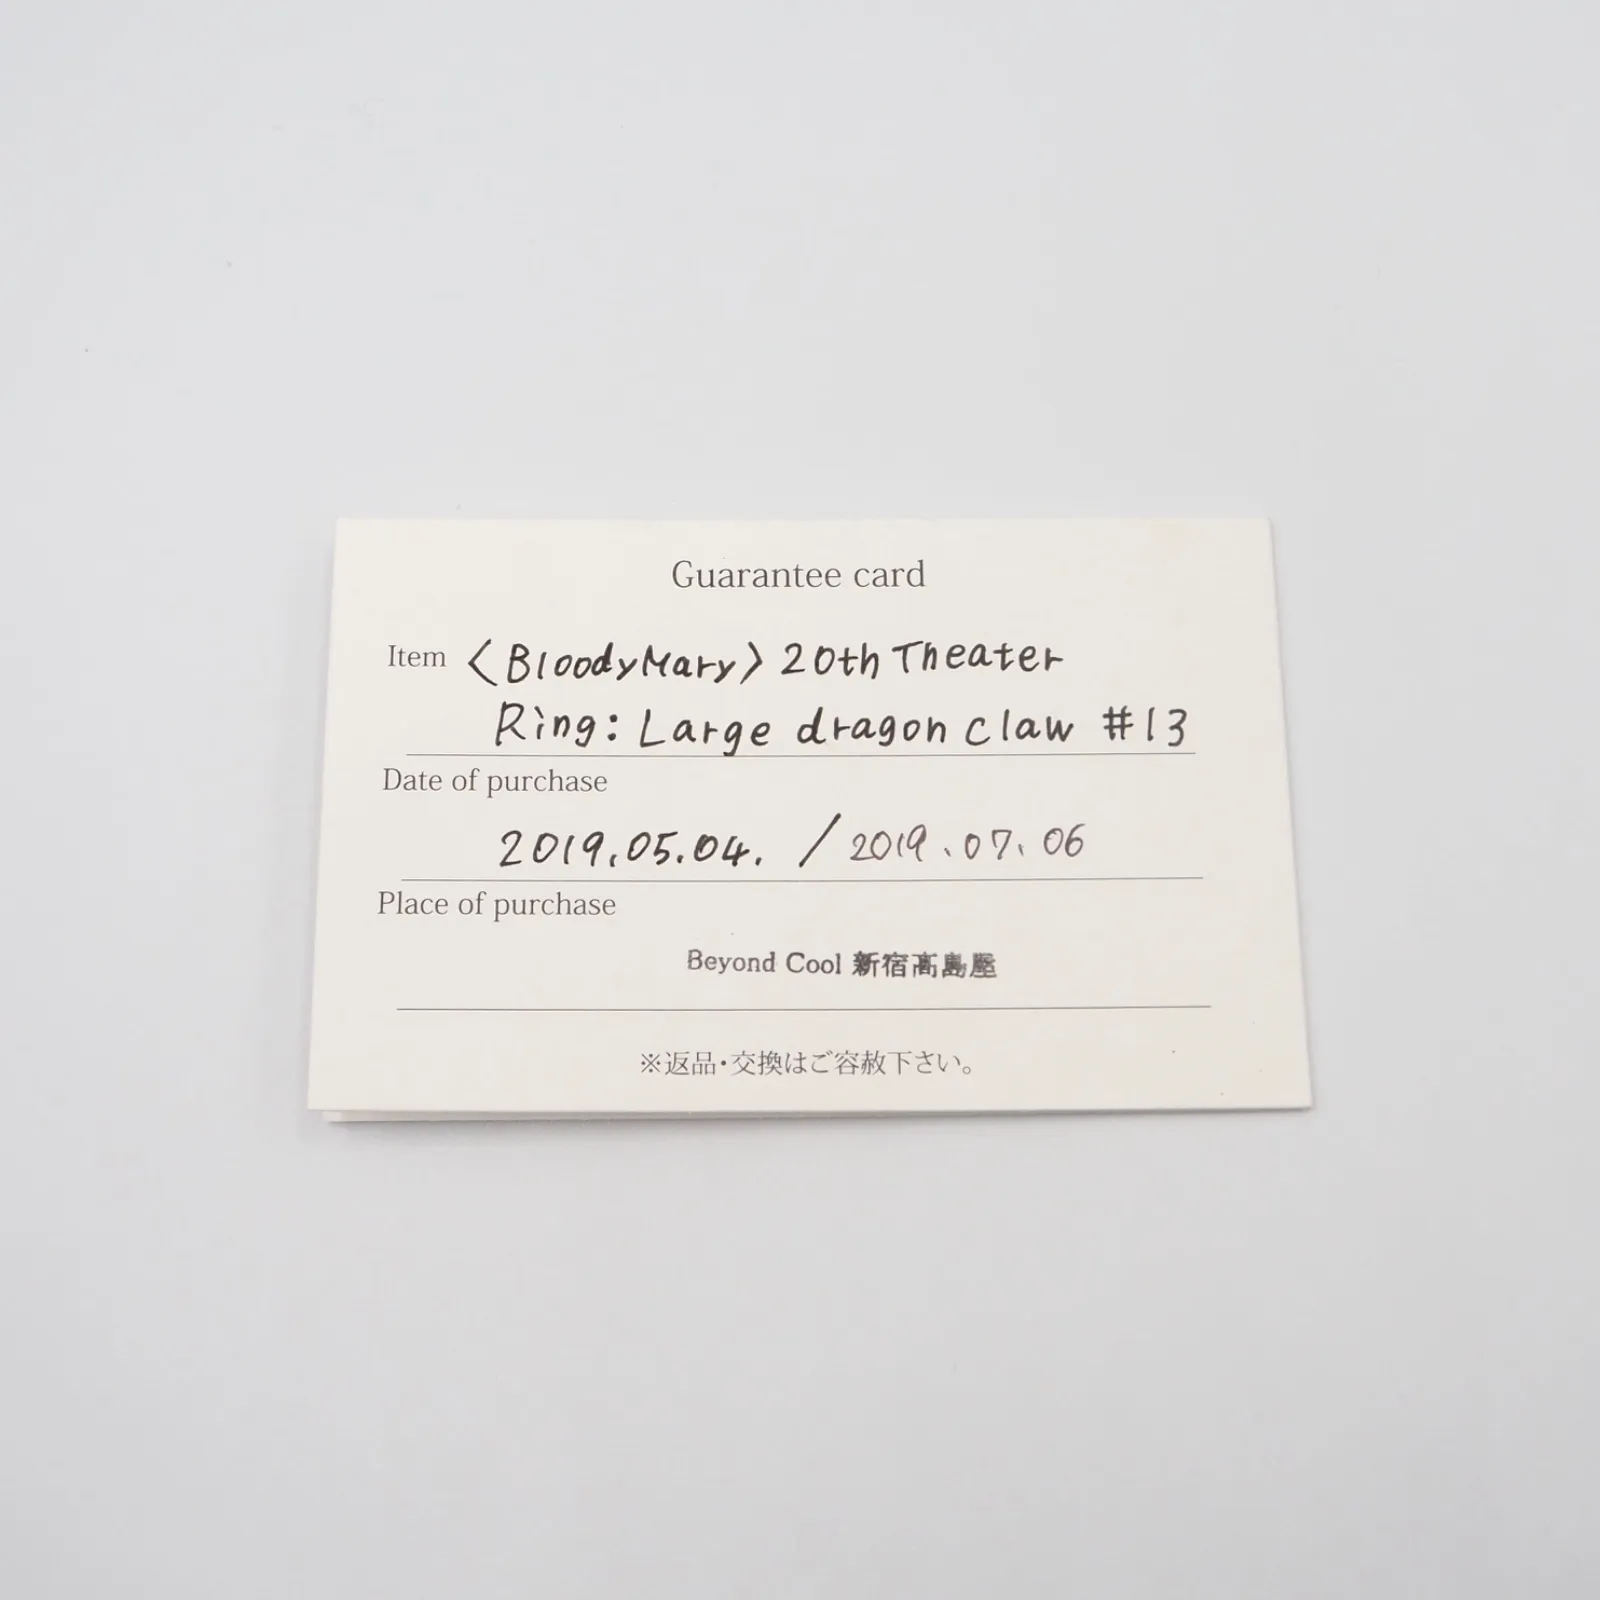 Guarantee card
Item 〈BloodyMary〉 20th Theater
Ring: Large dragon claw #13
Date of purchase
2019.05.04. / 2019.07.06
Place of purchase
Beyond Cool 新宿髙島屋
※返品・交換はご容赦下さい。